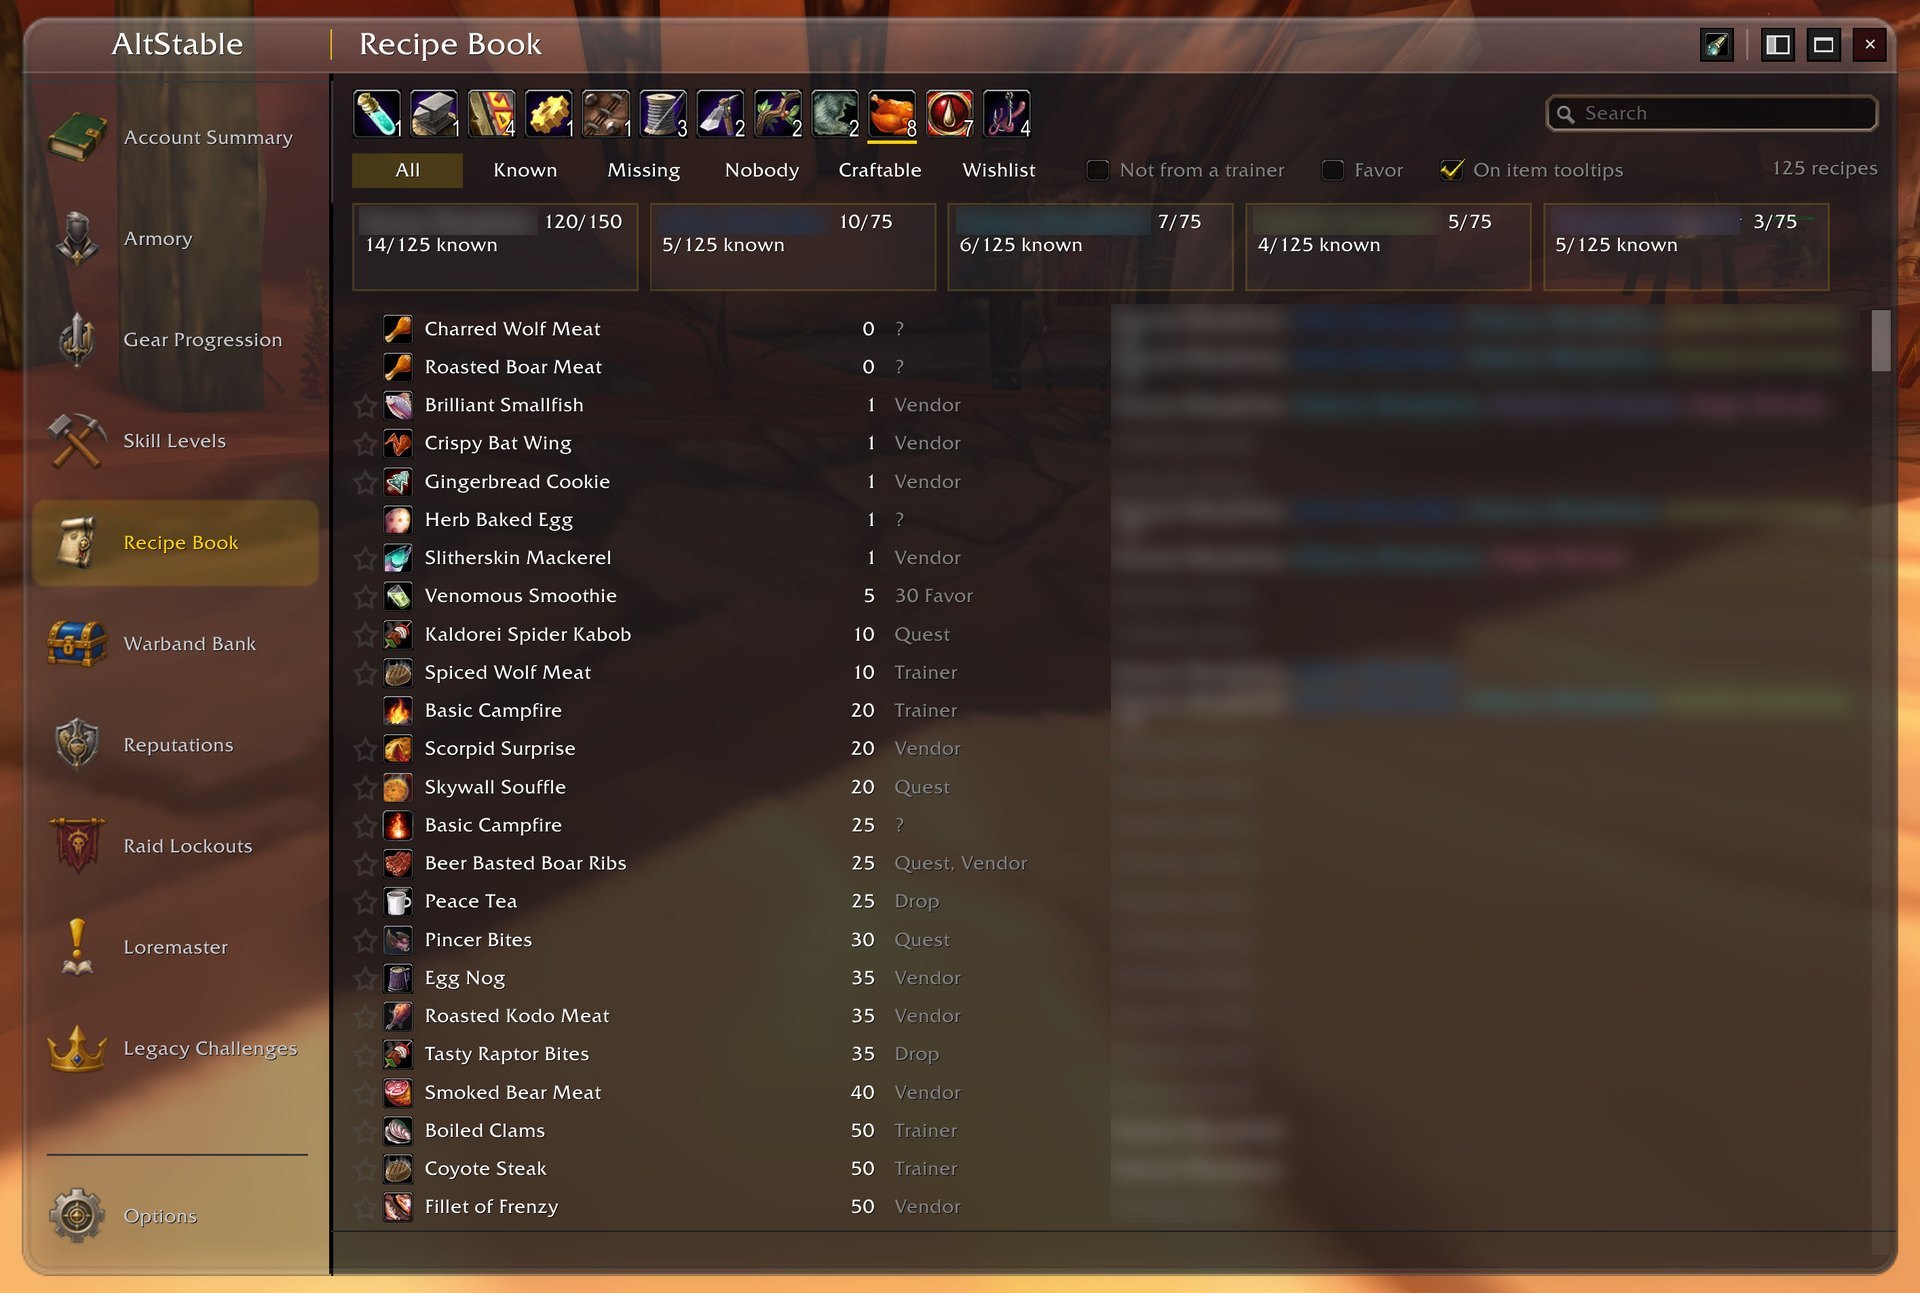 AltStable
Recipe Book
Account Summary
Armory
Gear Progression
Skill Levels
Recipe Book
Warband Bank
Reputations
Raid Lockouts
Loremaster
Legacy Challenges
Options
1 1 4 1 1 3 2 2 2 8 7 4
Search
All Known Missing Nobody Craftable Wishlist Not from a trainer Favor On item tooltips 125 recipes
120/150 10/75 7/75 5/75 3/75
14/125 known 5/125 known 6/125 known 4/125 known 5/125 known
Charred Wolf Meat 0 ?
Roasted Boar Meat 0 ?
Brilliant Smallfish 1 Vendor
Crispy Bat Wing 1 Vendor
Gingerbread Cookie 1 Vendor
Herb Baked Egg 1 ?
Slitherskin Mackerel 1 Vendor
Venomous Smoothie 5 30 Favor
Kaldorei Spider Kabob 10 Quest
Spiced Wolf Meat 10 Trainer
Basic Campfire 20 Trainer
Scorpid Surprise 20 Vendor
Skywall Souffle 20 Quest
Basic Campfire 25 ?
Beer Basted Boar Ribs 25 Quest, Vendor
Peace Tea 25 Drop
Pincer Bites 30 Quest
Egg Nog 35 Vendor
Roasted Kodo Meat 35 Vendor
Tasty Raptor Bites 35 Drop
Smoked Bear Meat 40 Vendor
Boiled Clams 50 Trainer
Coyote Steak 50 Trainer
Fillet of Frenzy 50 Vendor